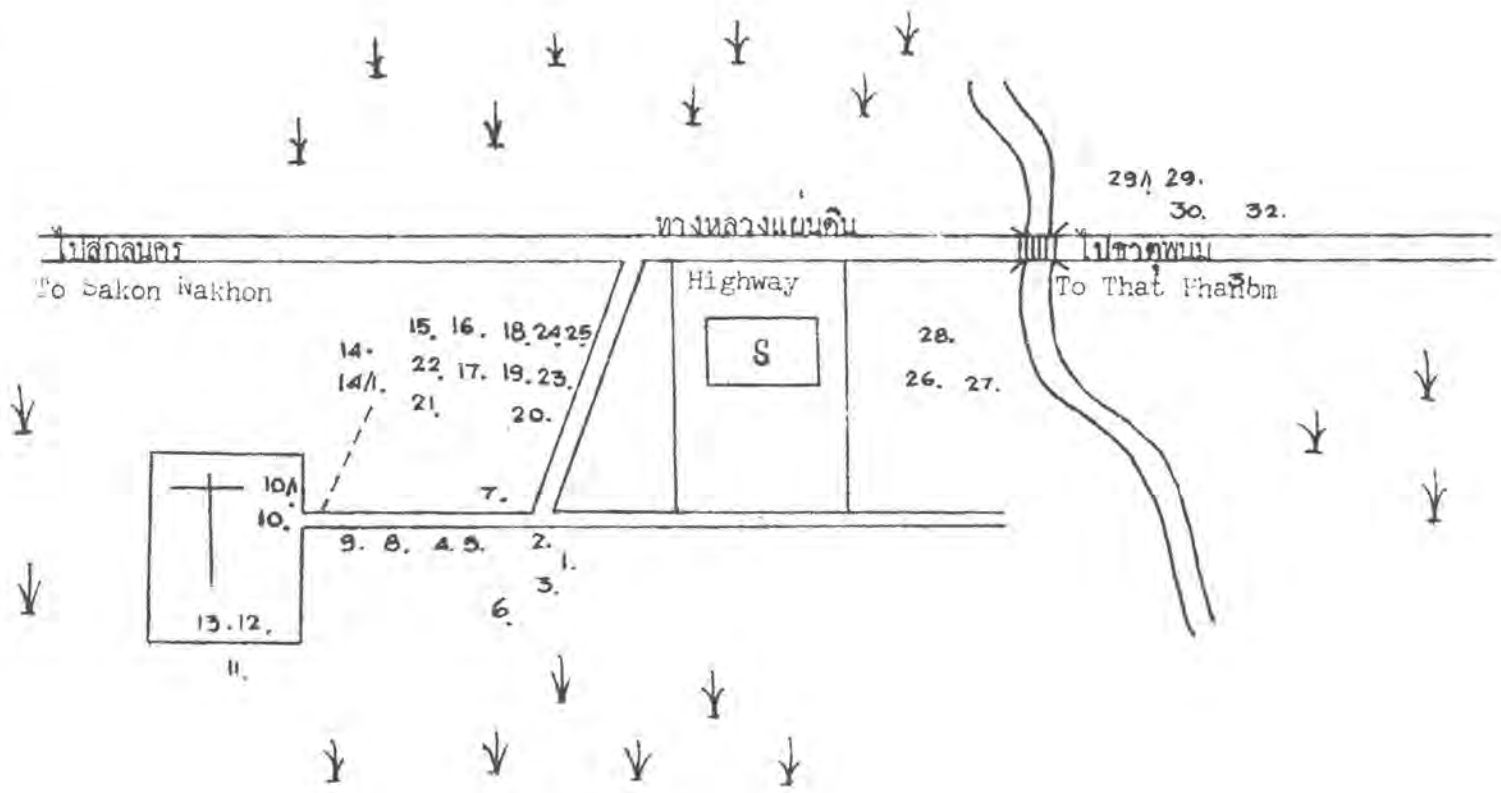 29/1 29.
30. 32.
ทางหลวงแผ่นดิน
ไปสกลนคร
ไปธาตุพนม
To Sakon Nakhon
Highway
To That Phanom
15. 16. 18. 24. 25.
14.
22. 17. 19. 23.
14/1.
21. 20.
S
28.
26. 27.
10/1.
7.
10.
9. 8. 4. 5. 2.
1.
3.
6.
13. 12.
11.